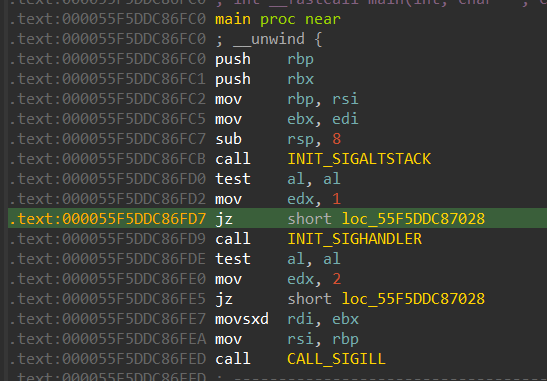 .text:000055F5DDC86FC0 ; int __fastcall main(int, char
.text:000055F5DDC86FC0 main proc near
.text:000055F5DDC86FC0 ; __unwind {
.text:000055F5DDC86FC0 push rbp
.text:000055F5DDC86FC1 push rbx
.text:000055F5DDC86FC2 mov rbp, rsi
.text:000055F5DDC86FC5 mov ebx, edi
.text:000055F5DDC86FC7 sub rsp, 8
.text:000055F5DDC86FCB call INIT_SIGALTSTACK
.text:000055F5DDC86FD0 test al, al
.text:000055F5DDC86FD2 mov edx, 1
.text:000055F5DDC86FD7 jz short loc_55F5DDC87028
.text:000055F5DDC86FD9 call INIT_SIGHANDLER
.text:000055F5DDC86FDE test al, al
.text:000055F5DDC86FE0 mov edx, 2
.text:000055F5DDC86FE5 jz short loc_55F5DDC87028
.text:000055F5DDC86FE7 movsxd rdi, ebx
.text:000055F5DDC86FEA mov rsi, rbp
.text:000055F5DDC86FED call CALL_SIGILL